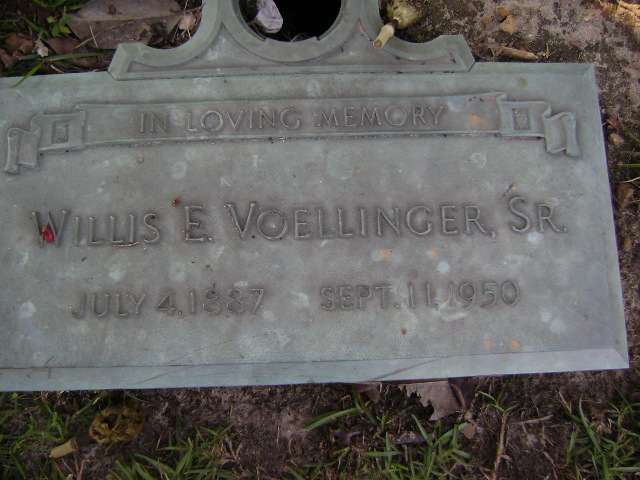 IN LOVING MEMORY
WILLIS E. VOELLINGER, SR.
JULY 4, 1887 SEPT. 11, 1950